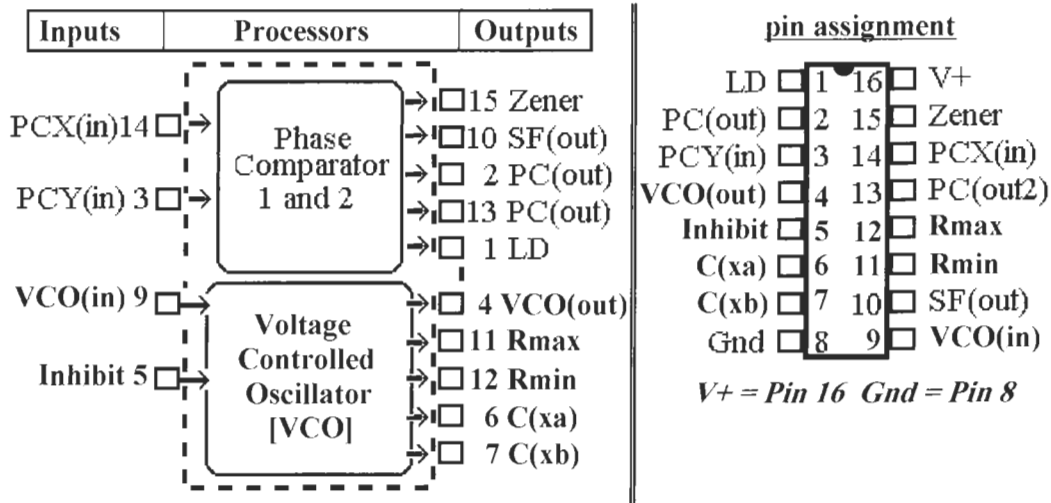 Inputs Processors Outputs
PCX(in)14
PCY(in) 3
Phase
Comparator
1 and 2
15 Zener
10 SF(out)
2 PC(out)
13 PC(out)
1 LD
VCO(in) 9
Inhibit 5
Voltage
Controlled
Oscillator
[VCO]
4 VCO(out)
11 Rmax
12 Rmin
6 C(xa)
7 C(xb)
pin assignment
LD 1 16 V+
PC(out) 2 15 Zener
PCY(in) 3 14 PCX(in)
VCO(out) 4 13 PC(out2)
Inhibit 5 12 Rmax
C(xa) 6 11 Rmin
C(xb) 7 10 SF(out)
Gnd 8 9 VCO(in)
V+ = Pin 16 Gnd = Pin 8